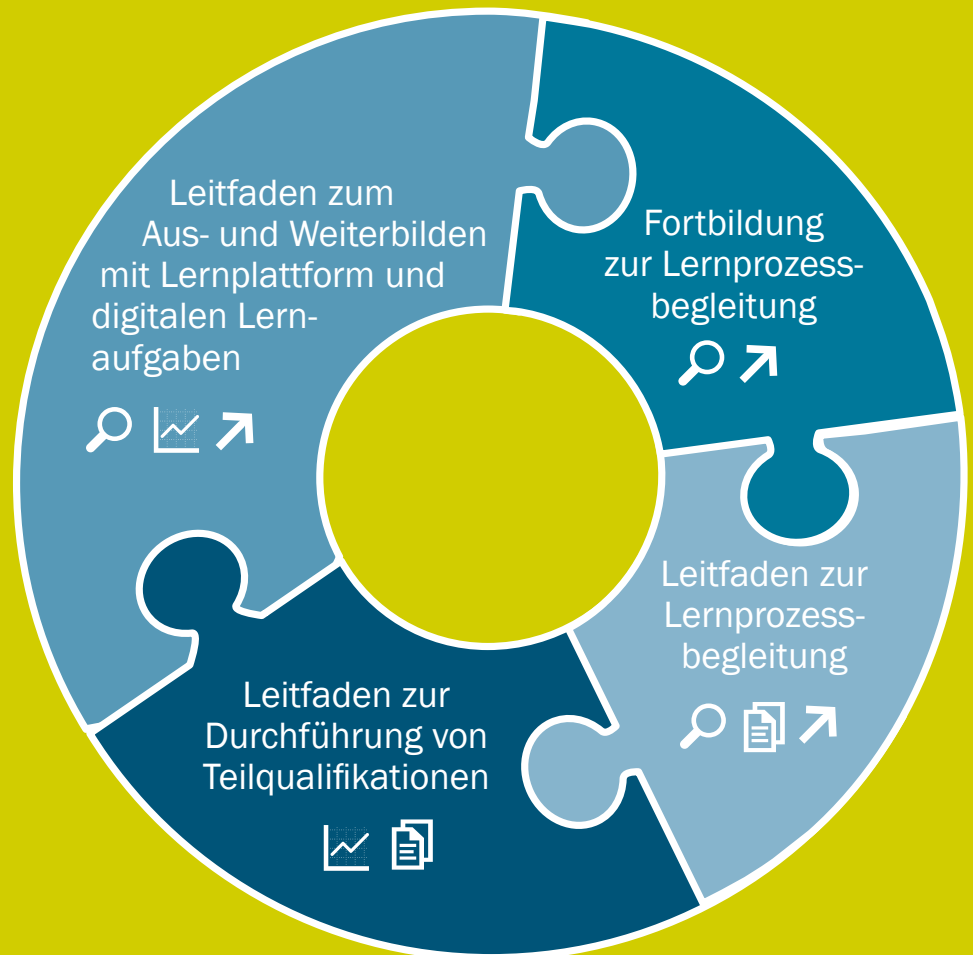 Leitfaden zum
Aus- und Weiterbilden
mit Lernplattform und
digitalen Lern-
aufgaben
Fortbildung
zur Lernprozess-
begleitung
Leitfaden zur
Lernprozess-
begleitung
Leitfaden zur
Durchführung von
Teilqualifikationen